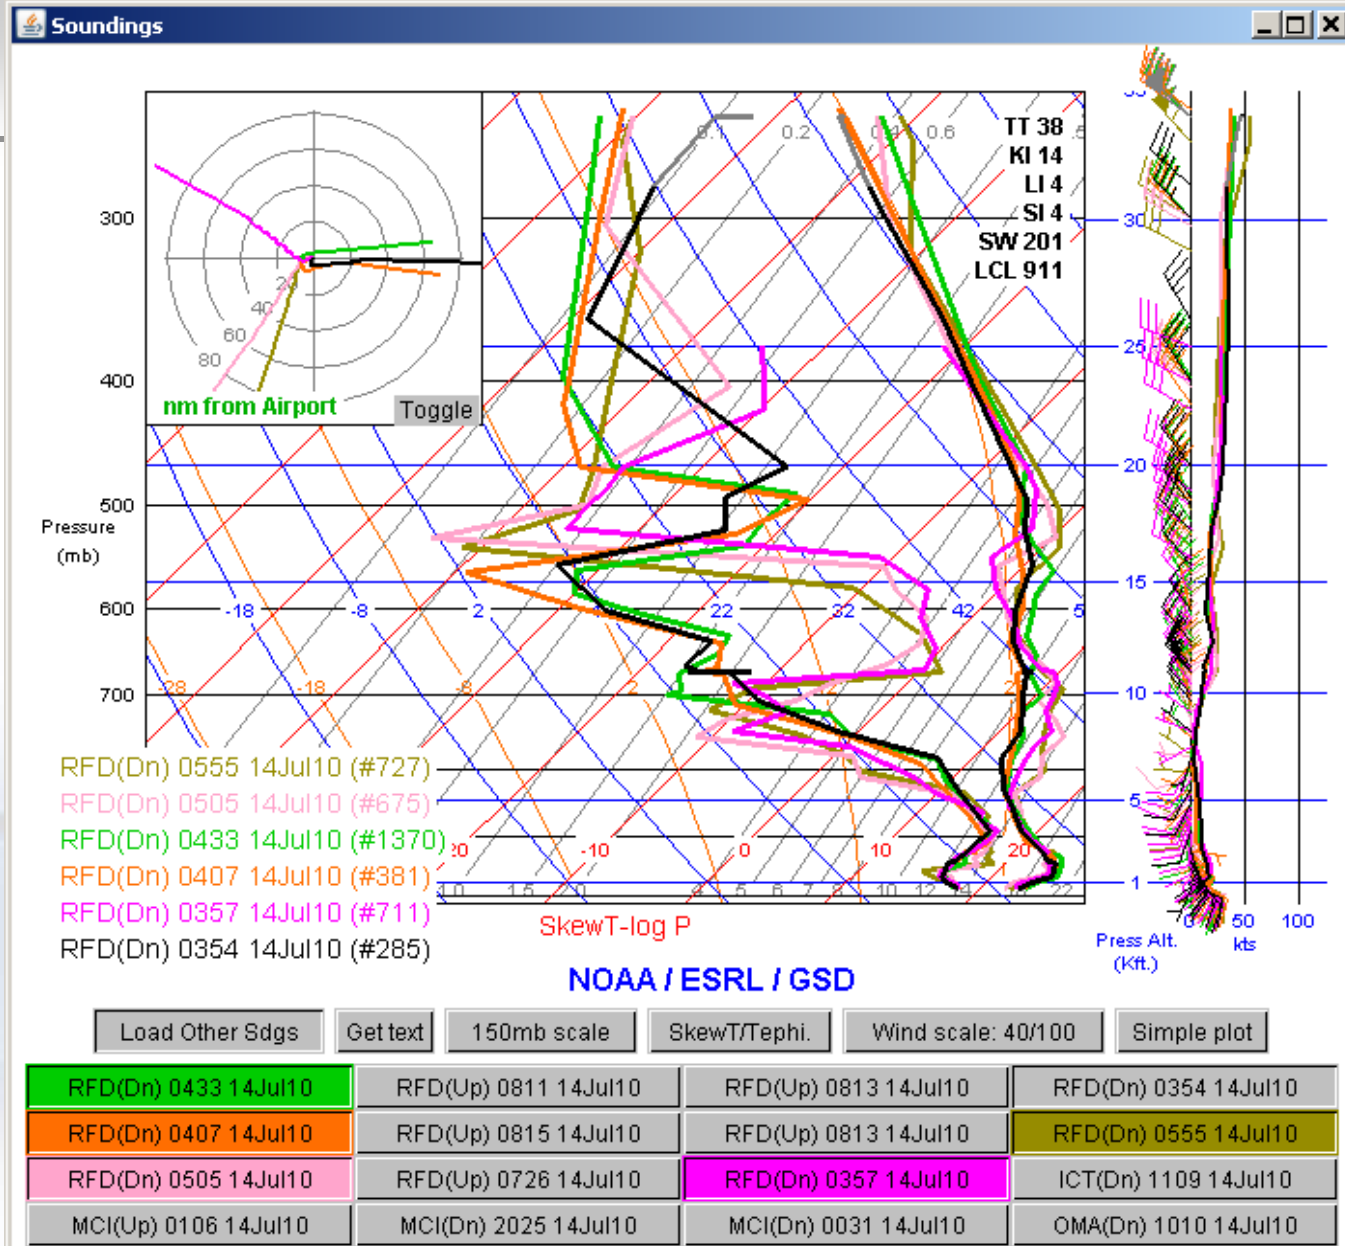 Soundings
TT 38
KI 14
LI 4
SI 4
SW 201
LCL 911
0.1 0.2 0.4 0.6
300
400
500
600
700
Pressure
(mb)
20
40
60
80
nm from Airport
Toggle
-18 -8 2 22 32 42
-28 -18 -8 2
-10 0 10 20
30
25
20
15
10
5
1
RFD(Dn) 0555 14Jul10 (#727)
RFD(Dn) 0505 14Jul10 (#675)
RFD(Dn) 0433 14Jul10 (#1370)
RFD(Dn) 0407 14Jul10 (#381)
RFD(Dn) 0357 14Jul10 (#711)
RFD(Dn) 0354 14Jul10 (#285)
SkewT-log P
0 50 100
Press Alt.
(Kft.)
kts
NOAA / ESRL / GSD
Load Other Sdgs Get text 150mb scale SkewT/Tephi. Wind scale: 40/100 Simple plot
RFD(Dn) 0433 14Jul10 RFD(Up) 0811 14Jul10 RFD(Up) 0813 14Jul10 RFD(Dn) 0354 14Jul10
RFD(Dn) 0407 14Jul10 RFD(Up) 0815 14Jul10 RFD(Up) 0813 14Jul10 RFD(Dn) 0555 14Jul10
RFD(Dn) 0505 14Jul10 RFD(Up) 0726 14Jul10 RFD(Dn) 0357 14Jul10 ICT(Dn) 1109 14Jul10
MCI(Up) 0106 14Jul10 MCI(Dn) 2025 14Jul10 MCI(Dn) 0031 14Jul10 OMA(Dn) 1010 14Jul10